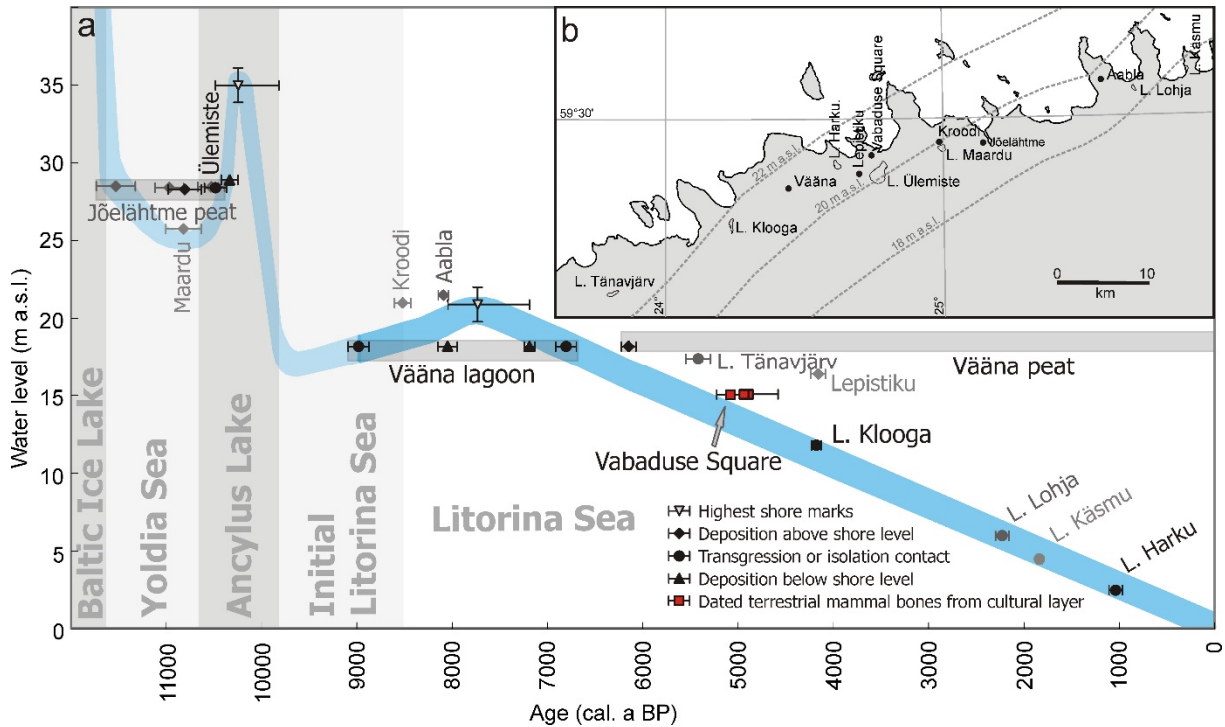 a
Water level (m a.s.l.)
35
30
25
20
15
10
5
0
11000
10000
9000
8000
7000
6000
5000
4000
3000
2000
1000
0
Age (cal. a BP)
Baltic Ice Lake
Yoldia Sea
Ancylus Lake
Initial
Litorina Sea
Litorina Sea
Jõelähtme peat
Maardu
Ülemiste
Kroodi
Aabla
Vääna lagoon
Vääna peat
L. Tänavjärv
Lepistiku
Vabaduse Square
L. Klooga
L. Lohja
L. Käsmu
L. Harku
Highest shore marks
Deposition above shore level
Transgression or isolation contact
Deposition below shore level
Dated terrestrial mammal bones from cultural layer
b
59°30'
24°
25°
22 m a.s.l.
20 m a.s.l.
18 m a.s.l.
L. Harku.
Lepistiku
Vabaduse Square
Kroodi
L. Maardu
Jõelähtme
Aabla
L. Lohja
L. Käsmu
Vääna
L. Ülemiste
L. Klooga
L. Tänavjärv
0
10
km